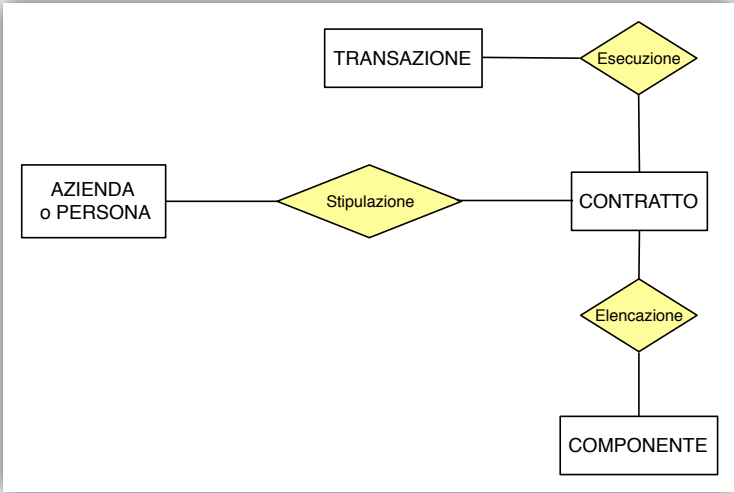 TRANSAZIONE
Esecuzione
AZIENDA
o PERSONA
Stipulazione
CONTRATTO
Elencazione
COMPONENTE